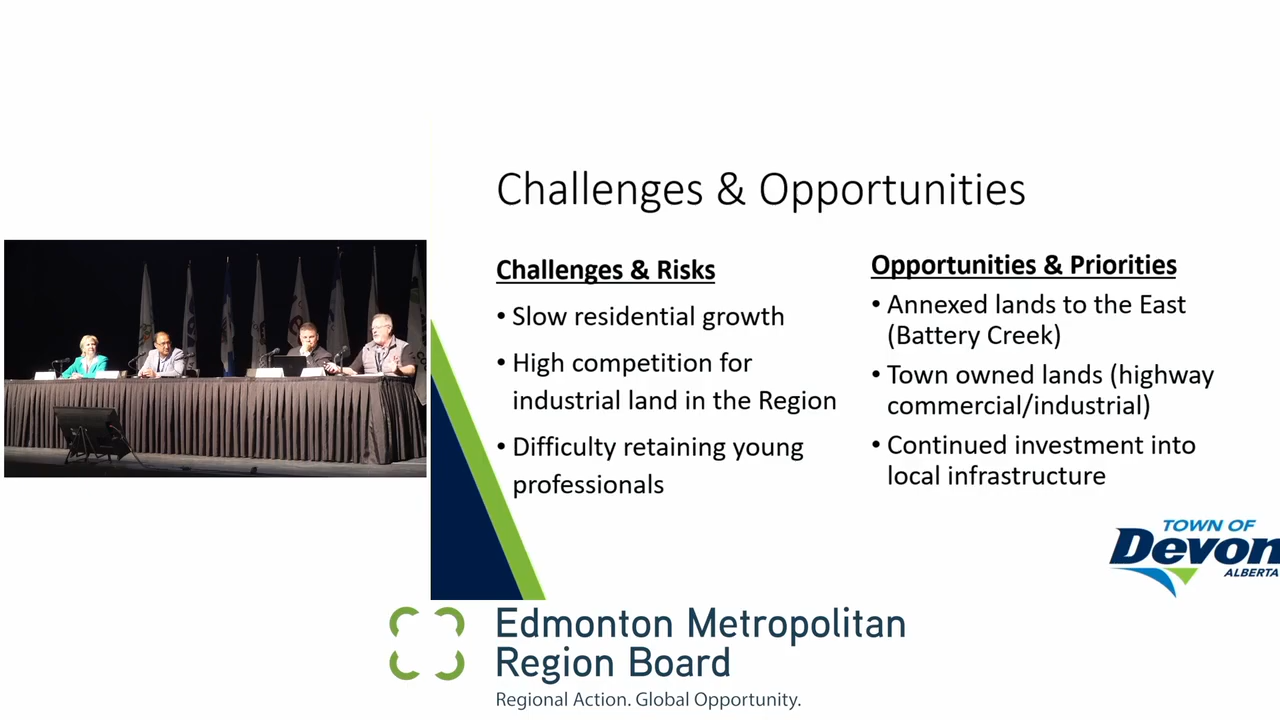 Challenges & Opportunities
Challenges & Risks
• Slow residential growth
• High competition for
industrial land in the Region
• Difficulty retaining young
professionals
Opportunities & Priorities
• Annexed lands to the East
(Battery Creek)
• Town owned lands (highway
commercial/industrial)
• Continued investment into
local infrastructure
TOWN OF
Devon
ALBERTA
Edmonton Metropolitan
Region Board
Regional Action. Global Opportunity.